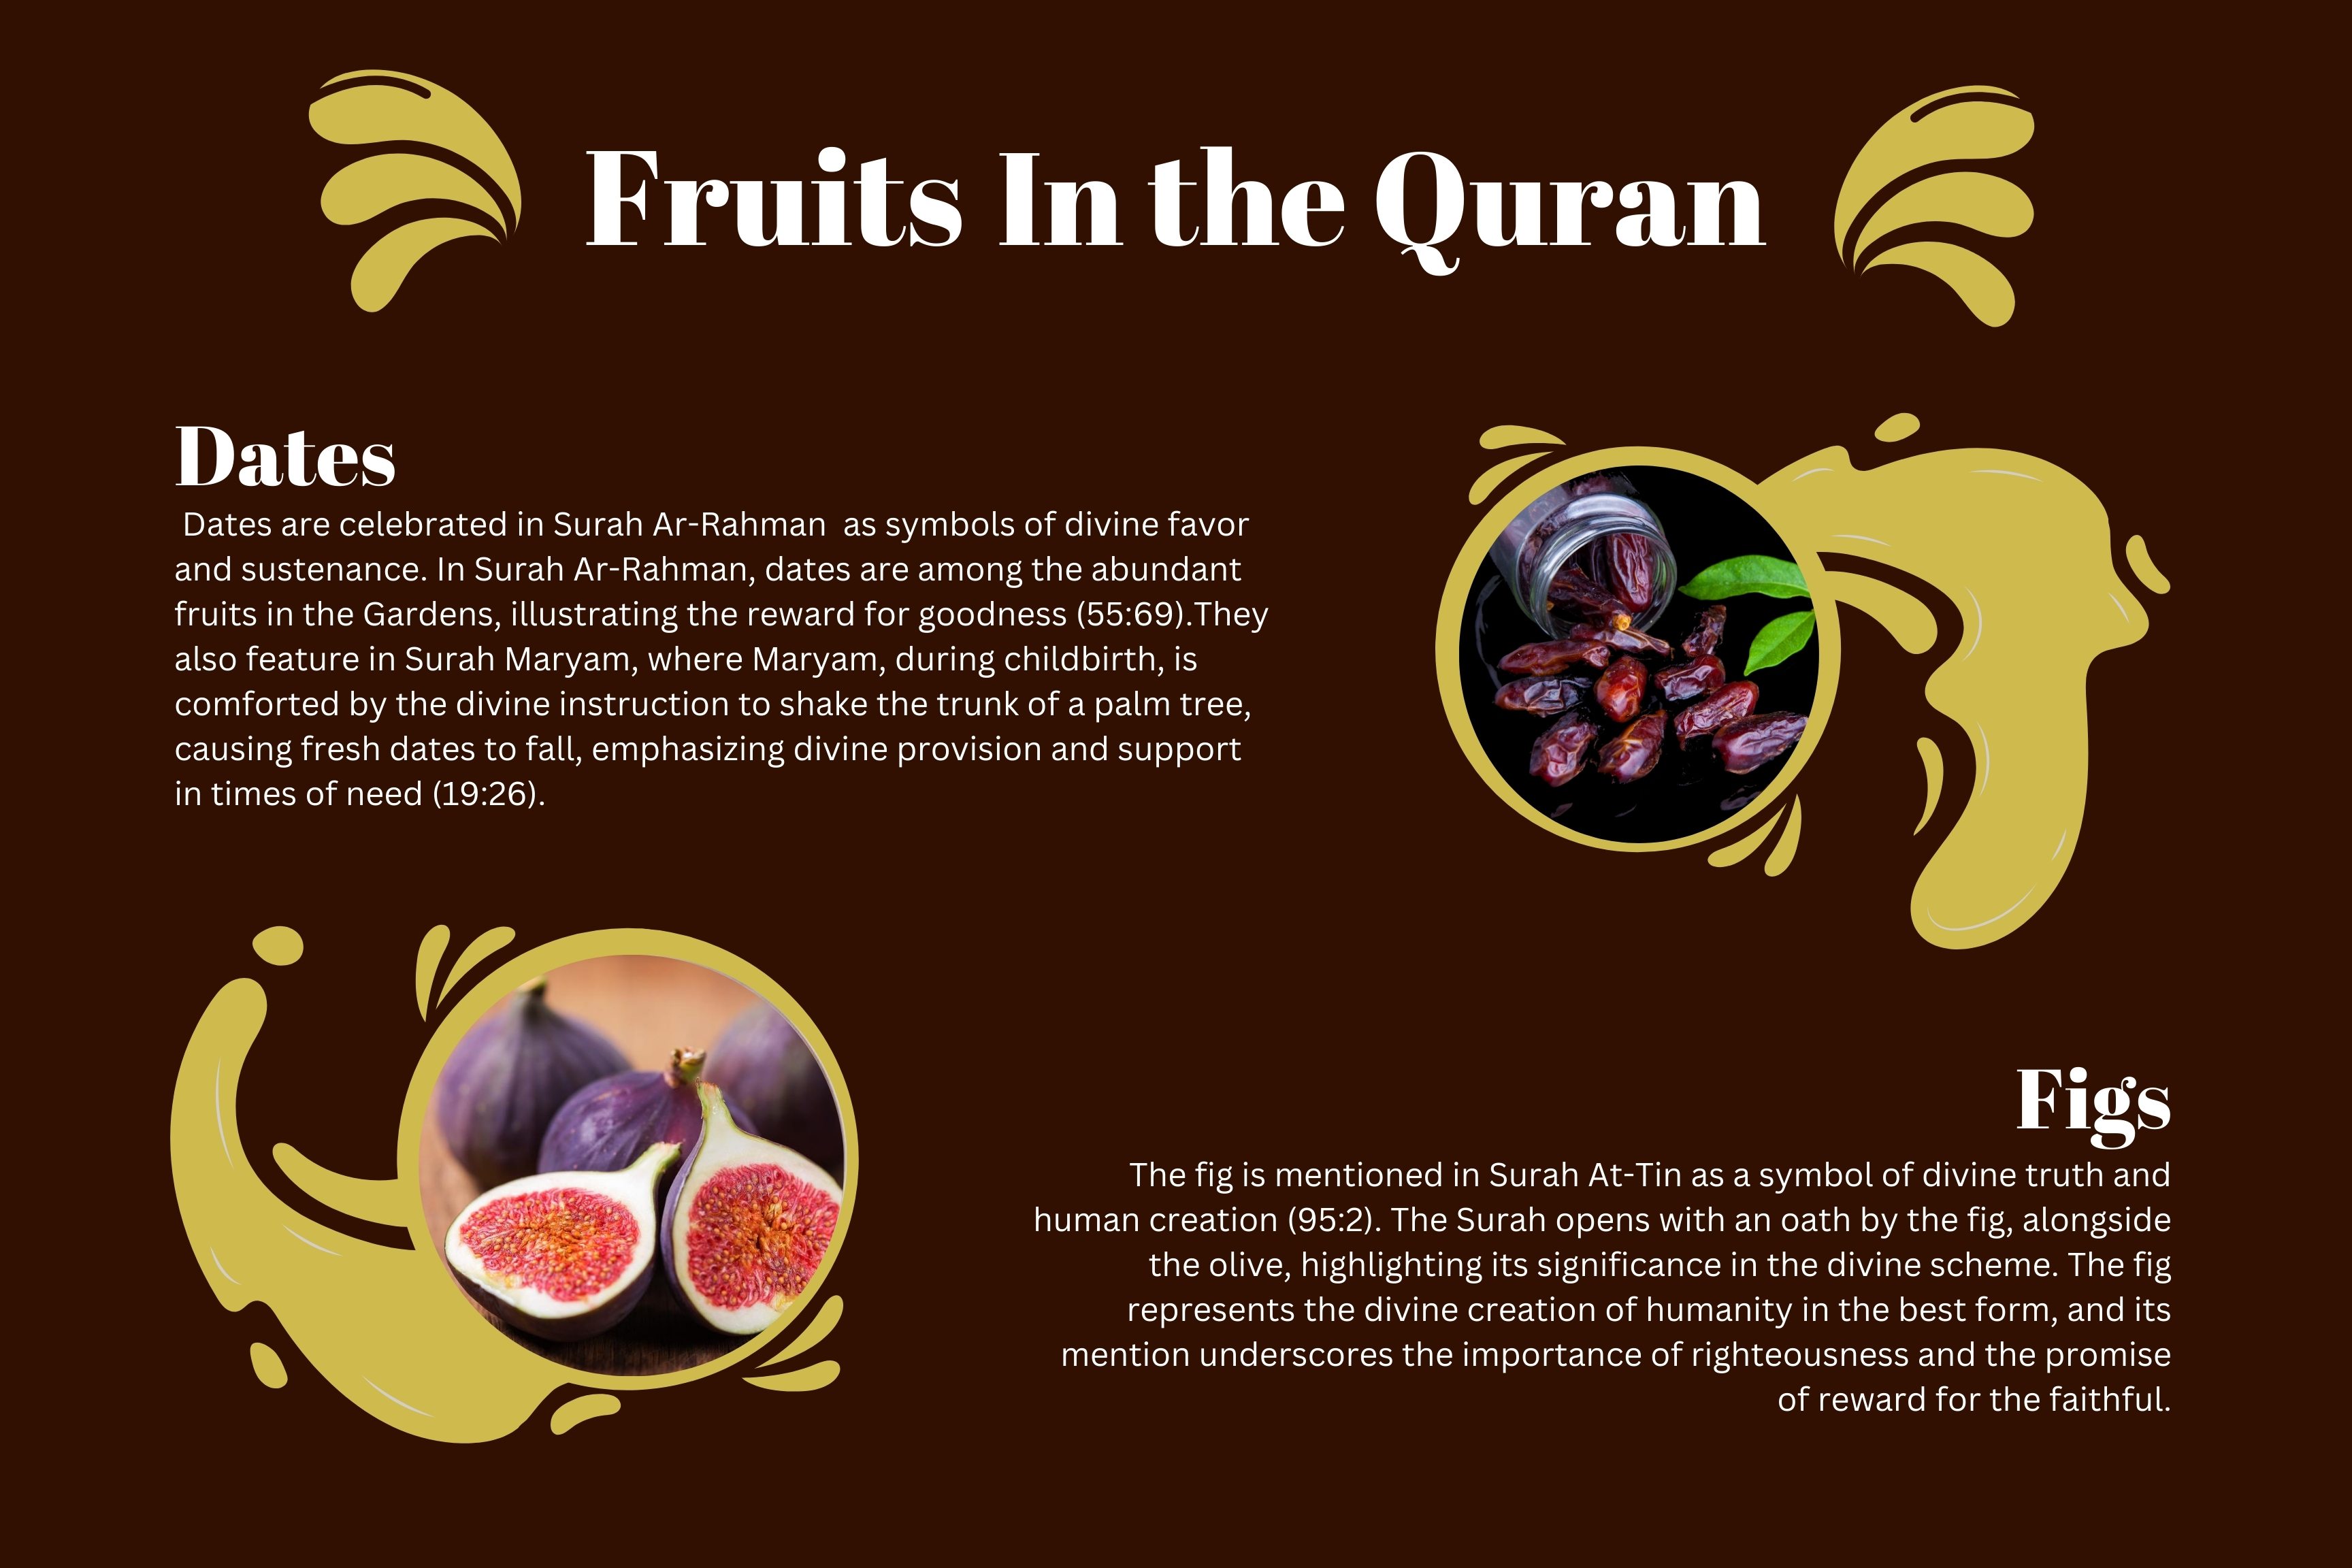 Fruits In the Quran
Dates
Dates are celebrated in Surah Ar-Rahman  as symbols of divine favor
and sustenance. In Surah Ar-Rahman, dates are among the abundant
fruits in the Gardens, illustrating the reward for goodness (55:69).They
also feature in Surah Maryam, where Maryam, during childbirth, is
comforted by the divine instruction to shake the trunk of a palm tree,
causing fresh dates to fall, emphasizing divine provision and support
in times of need (19:26).
Figs
The fig is mentioned in Surah At-Tin as a symbol of divine truth and
human creation (95:2). The Surah opens with an oath by the fig, alongside
the olive, highlighting its significance in the divine scheme. The fig
represents the divine creation of humanity in the best form, and its
mention underscores the importance of righteousness and the promise
of reward for the faithful.